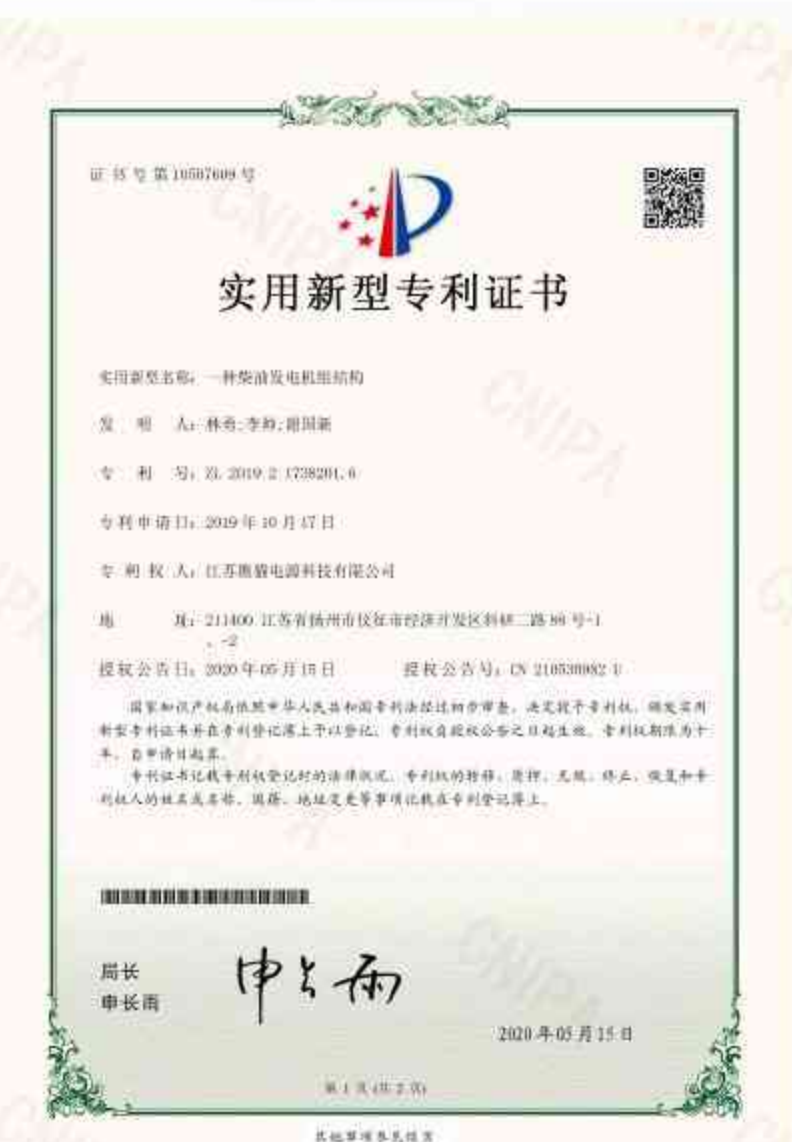 证书号第10507609号
实用新型专利证书
实用新型名称：一种柴油发电机组结构
发 明 人：林勇;李帅;谢国新
专 利 号：ZL 2019 2 1738201.6
专利申请日：2019年10月17日
专 利 权 人：江苏熊猫电源科技有限公司
地 址：211400 江苏省扬州市仪征市经济开发区科研二路88号-1
、-2
授权公告日：2020年05月15日 授权公告号：CN 210530982 U
国家知识产权局依照中华人民共和国专利法经过初步审查，决定授予专利权，颁发实用
新型专利证书并在专利登记簿上予以登记。专利权自授权公告之日起生效。专利权期限为十
年，自申请日起算。
专利证书记载专利权登记时的法律状况。专利权的转移、质押、无效、终止、恢复和专
利权人的姓名或名称、国籍、地址变更等事项记载在专利登记簿上。
局长
申长雨
申长雨
2020年05月15日
第 1 页 (共 2 页)
其他事项参见续页
CNIPA